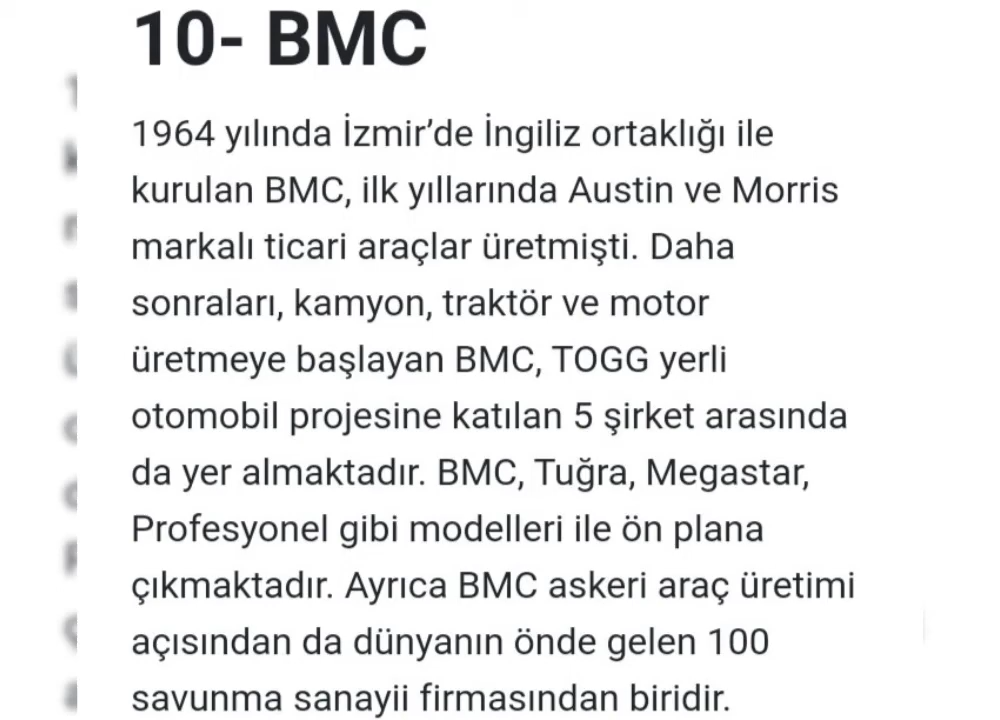 10- BMC
1964 yılında İzmir’de İngiliz ortaklığı ile
kurulan BMC, ilk yıllarında Austin ve Morris
markalı ticari araçlar üretmişti. Daha
sonraları, kamyon, traktör ve motor
üretmeye başlayan BMC, TOGG yerli
otomobil projesine katılan 5 şirket arasında
da yer almaktadır. BMC, Tuğra, Megastar,
Profesyonel gibi modelleri ile ön plana
çıkmaktadır. Ayrıca BMC askeri araç üretimi
açısından da dünyanın önde gelen 100
savunma sanayii firmasından biridir.